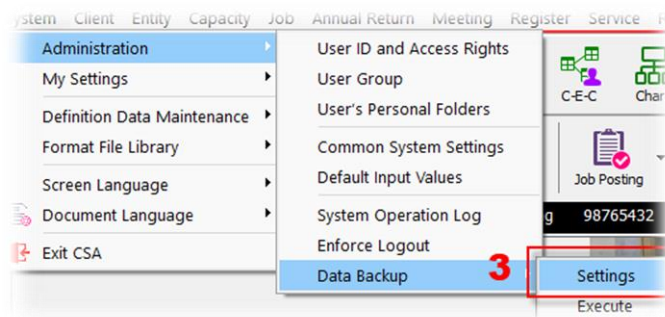 System Client Entity Capacity Job Annual Return Meeting Register Service
Administration
My Settings
Definition Data Maintenance
Format File Library
Screen Language
Document Language
Exit CSA
User ID and Access Rights
User Group
User's Personal Folders
Common System Settings
Default Input Values
System Operation Log
Enforce Logout
Data Backup
3
Settings
Execute
C-E-C
Char
Job Posting
g 98765432